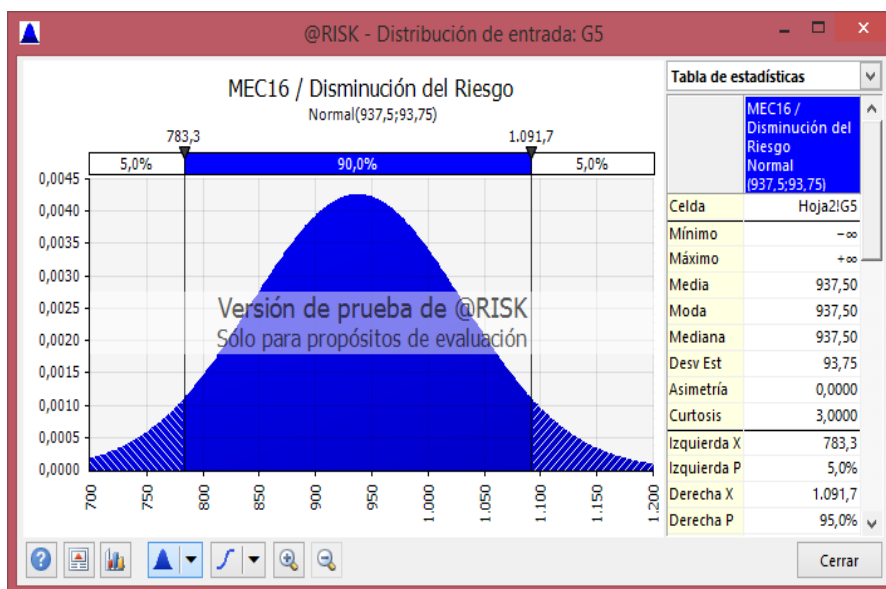 @RISK - Distribución de entrada: G5
MEC16 / Disminución del Riesgo
Normal(937,5;93,75)
783,3 1.091,7
5,0% 90,0% 5,0%
0,0045
0,0040
0,0035
0,0030
0,0025
0,0020
0,0015
0,0010
0,0005
0,0000
Versión de prueba de @RISK
Sólo para propósitos de evaluación
700 750 800 850 900 950 1.000 1.050 1.100 1.150 1.200
Tabla de estadísticas
MEC16 /
Disminución del
Riesgo
Normal
(937,5;93,75)
Celda Hoja2!G5
Mínimo -∞
Máximo +∞
Media 937,50
Moda 937,50
Mediana 937,50
Desv Est 93,75
Asimetría 0,0000
Curtosis 3,0000
Izquierda X 783,3
Izquierda P 5,0%
Derecha X 1.091,7
Derecha P 95,0%
Cerrar